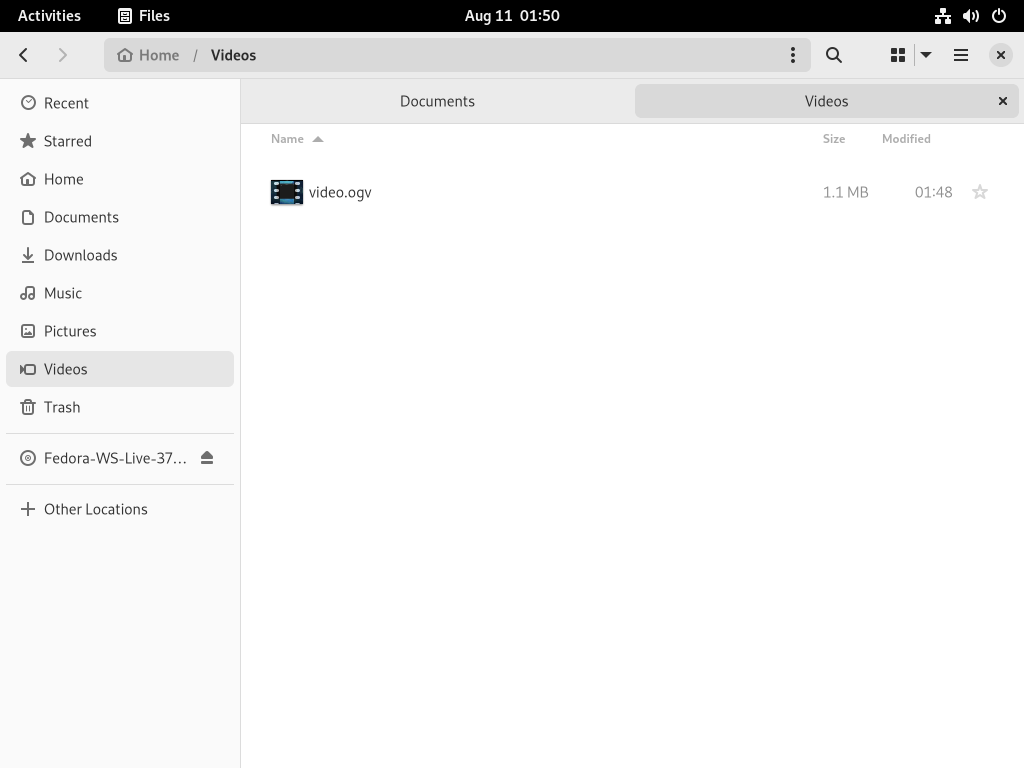 Activities Files Aug 11 01:50
Home / Videos
Recent
Starred
Home
Documents
Downloads
Music
Pictures
Videos
Trash
Fedora-WS-Live-37...
Other Locations
Documents Videos
Name Size Modified
video.ogv 1.1 MB 01:48